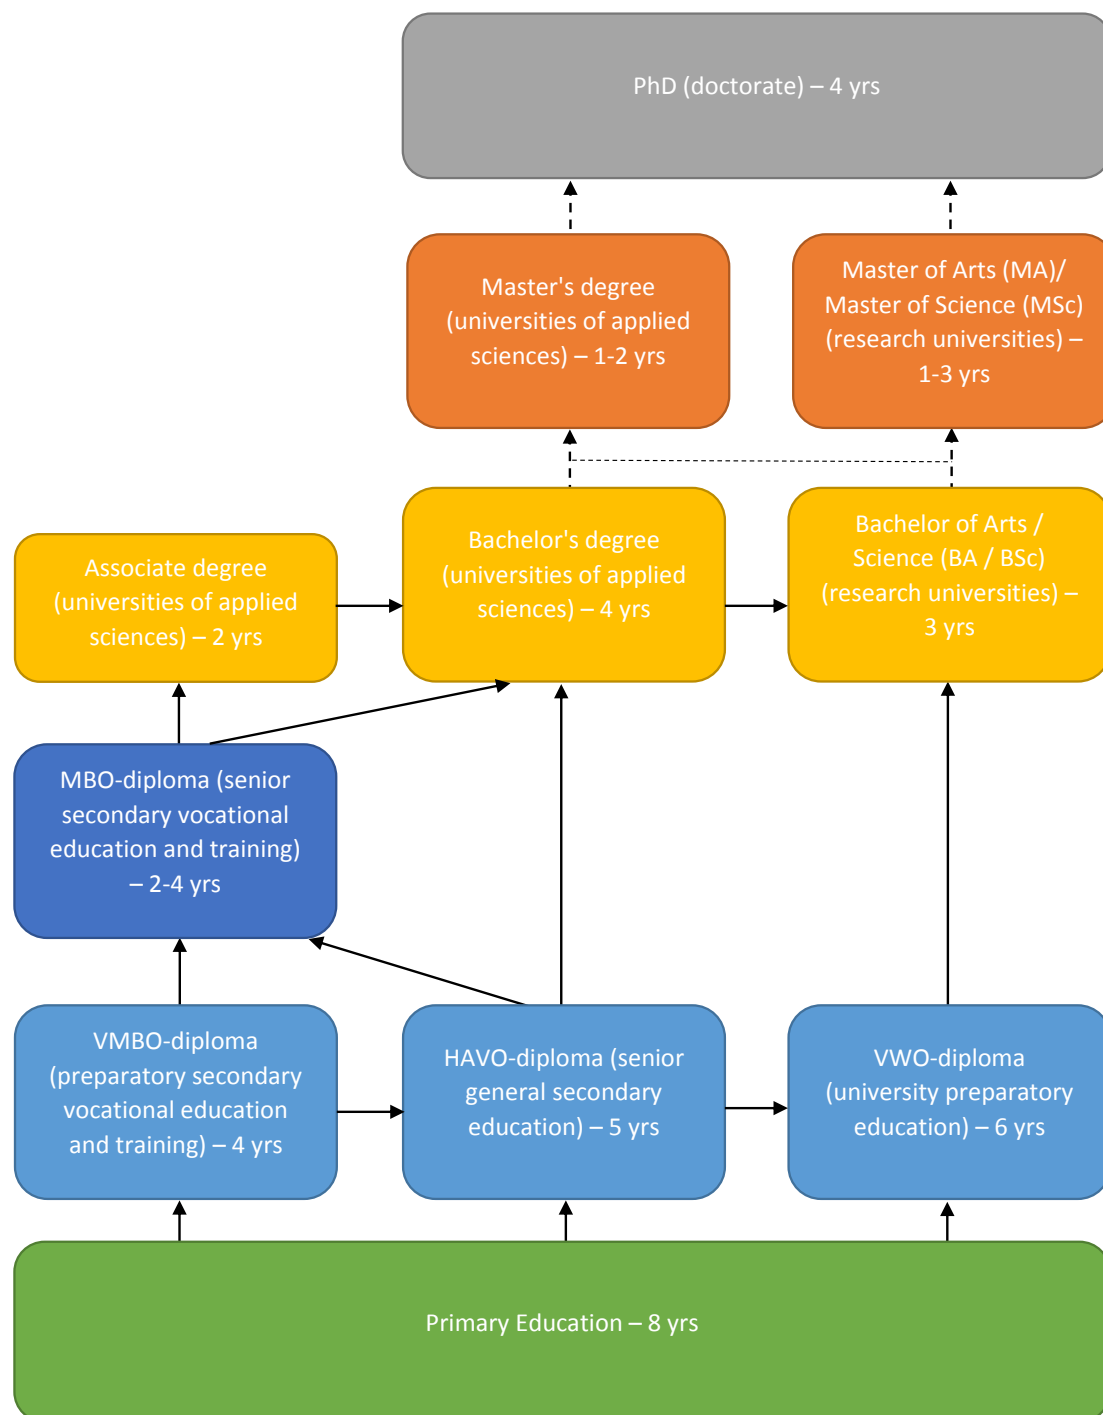 PhD (doctorate) – 4 yrs
Master's degree
(universities of applied
sciences) – 1-2 yrs
Master of Arts (MA)/
Master of Science (MSc)
(research universities) –
1-3 yrs
Associate degree
(universities of applied
sciences) – 2 yrs
Bachelor's degree
(universities of applied
sciences) – 4 yrs
Bachelor of Arts /
Science (BA / BSc)
(research universities) –
3 yrs
MBO-diploma (senior
secondary vocational
education and training)
– 2-4 yrs
VMBO-diploma
(preparatory secondary
vocational education
and training) – 4 yrs
HAVO-diploma (senior
general secondary
education) – 5 yrs
VWO-diploma
(university preparatory
education) – 6 yrs
Primary Education – 8 yrs